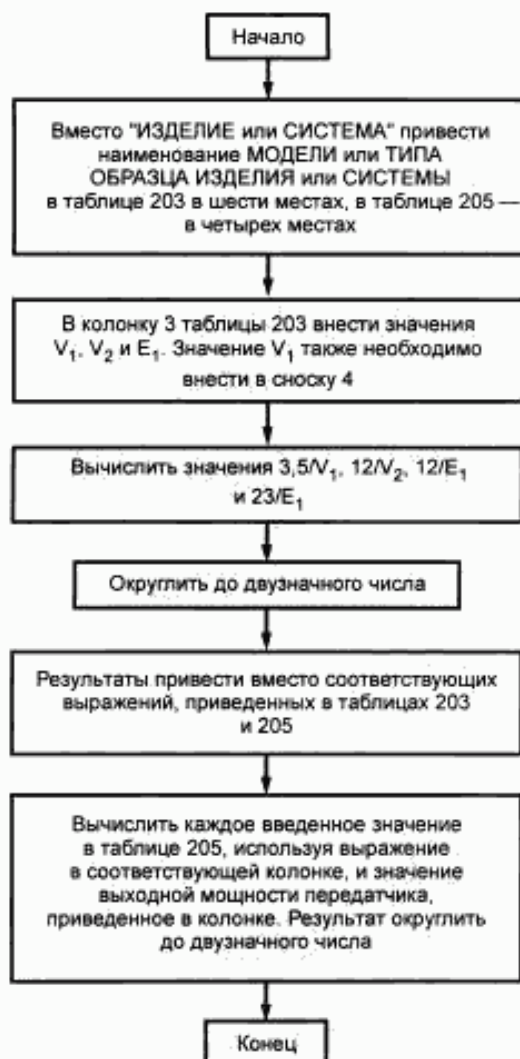 Начало
Вместо "ИЗДЕЛИЕ или СИСТЕМА" привести
наименование МОДЕЛИ или ТИПА
ОБРАЗЦА ИЗДЕЛИЯ или СИСТЕМЫ
в таблице 203 в шести местах, в таблице 205 —
в четырех местах
В колонку 3 таблицы 203 внести значения
V₁, V₂ и E₁. Значение V₁ также необходимо
внести в сноску 4
Вычислить значения 3,5/V₁, 12/V₂, 12/E₁
и 23/E₁
Округлить до двузначного числа
Результаты привести вместо соответствующих
выражений, приведенных в таблицах 203
и 205
Вычислить каждое введенное значение
в таблице 205, используя выражение
в соответствующей колонке, и значение
выходной мощности передатчика,
приведенное в колонке. Результат округлить
до двузначного числа
Конец